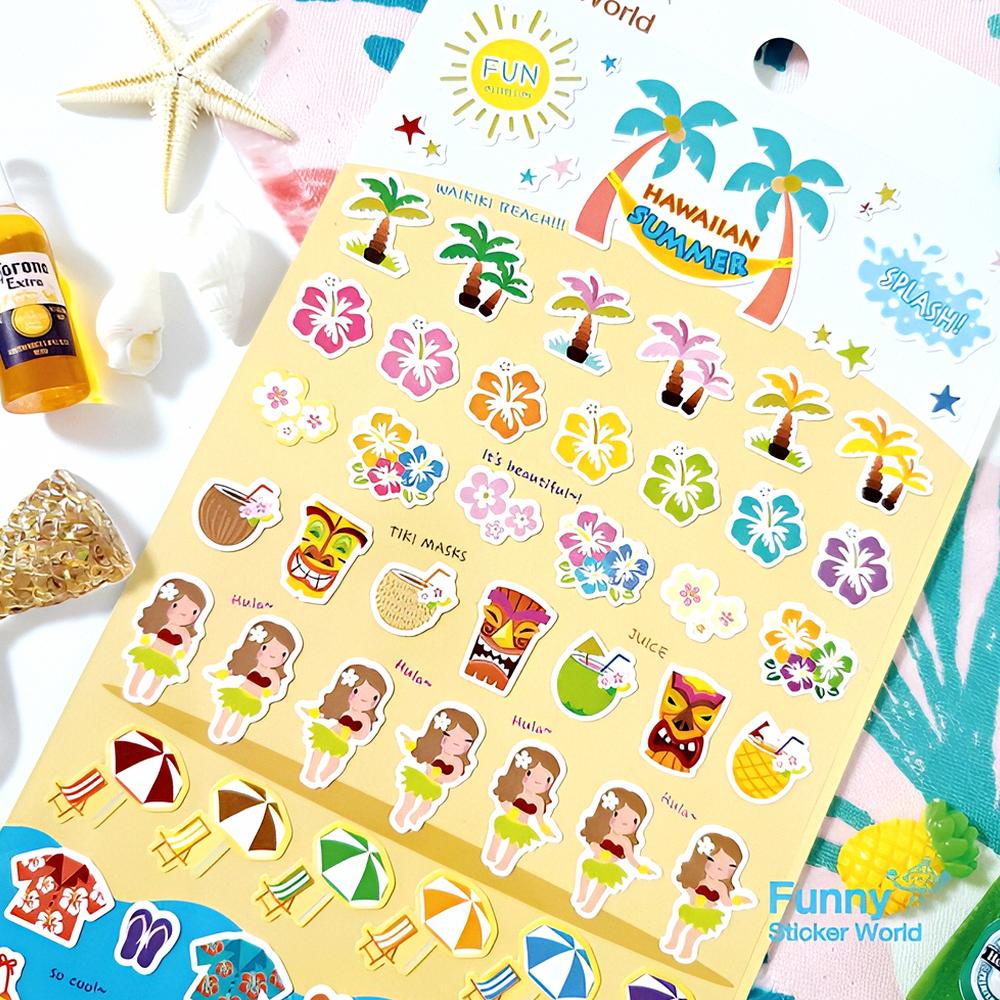 World
FUN
HAWAIIAN
SUMMER
WAIKIKI BEACH!!!
SPLASH!
Corona
Extra
It's beautiful~!
TIKI MASKS
Hula~
JUICE
Hula~
Hula~
Hula~
so cool~
Funny
Sticker World